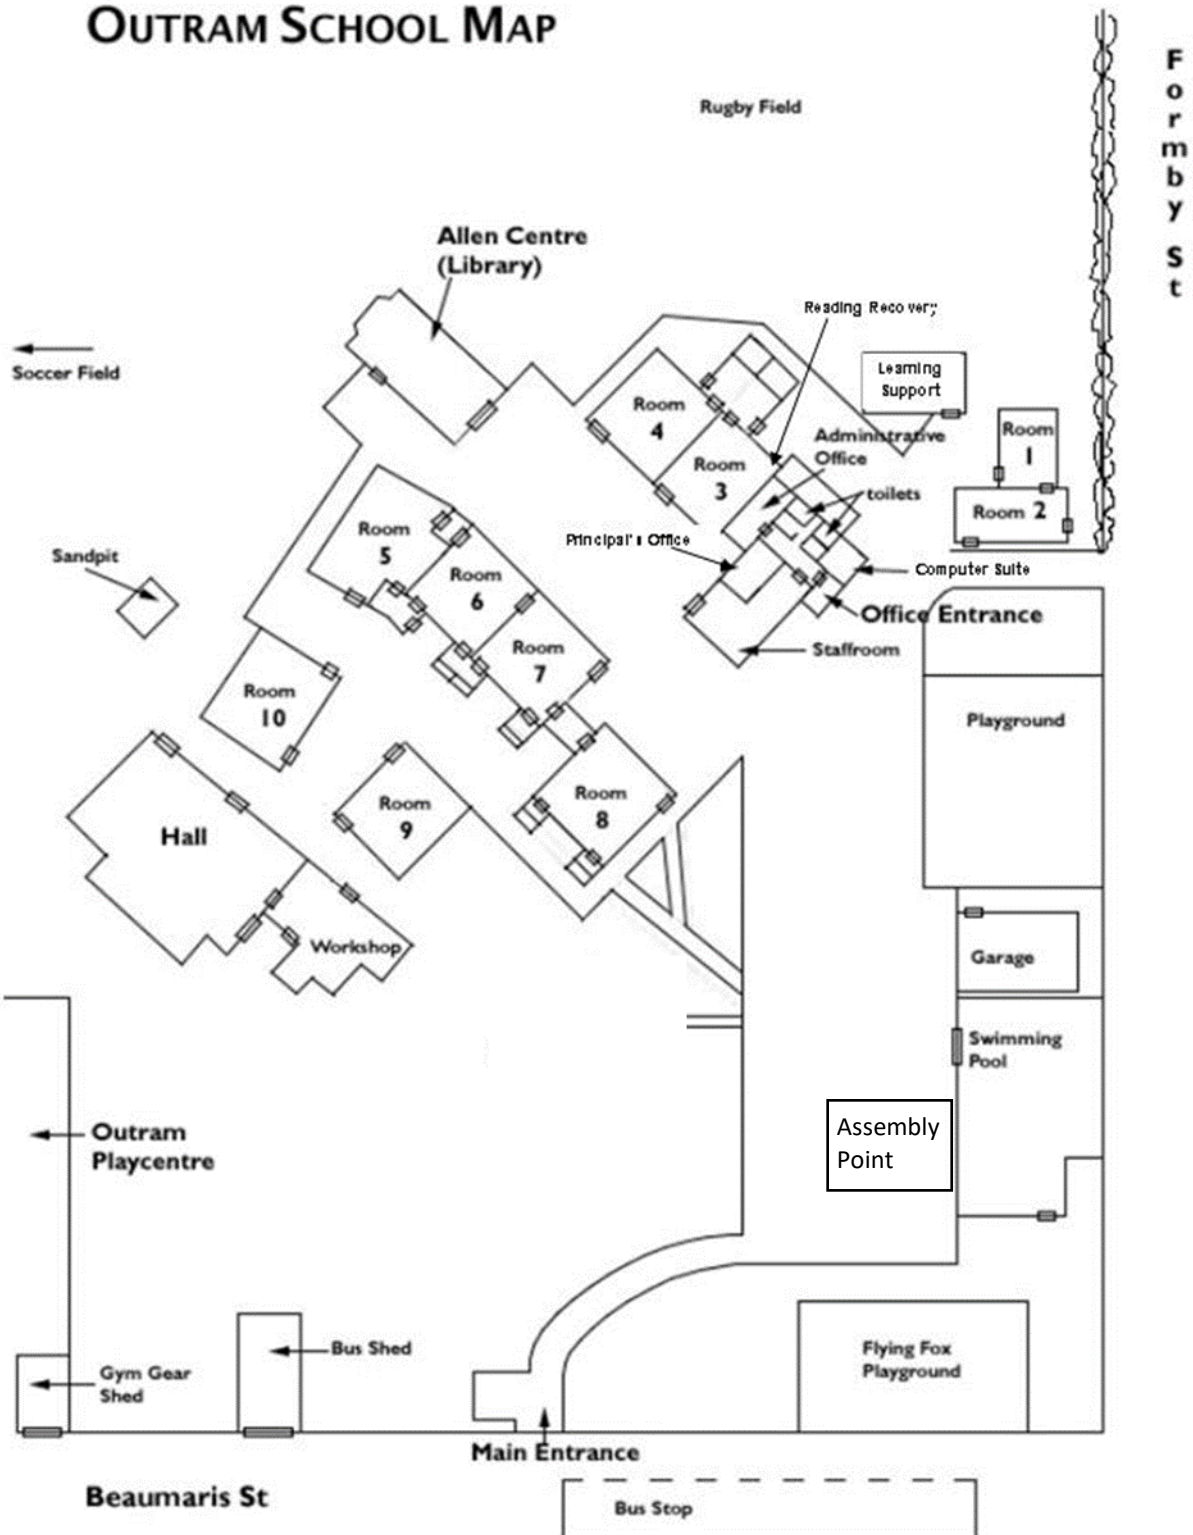 OUTRAM SCHOOL MAP
Formby St
Rugby Field
Allen Centre
(Library)
Reading Recovery
Soccer Field
Learning
Support
Room
4
Room
1
Administrative
Office
Room
3
toilets
Room 2
Room
5
Principal's Office
Sandpit
Computer Suite
Room
6
Office Entrance
Room
7
Staffroom
Room
10
Playground
Room
8
Room
9
Hall
Workshop
Garage
Swimming
Pool
Assembly
Point
Outram
Playcentre
Bus Shed
Flying Fox
Playground
Gym Gear
Shed
Main Entrance
Beaumaris St
Bus Stop